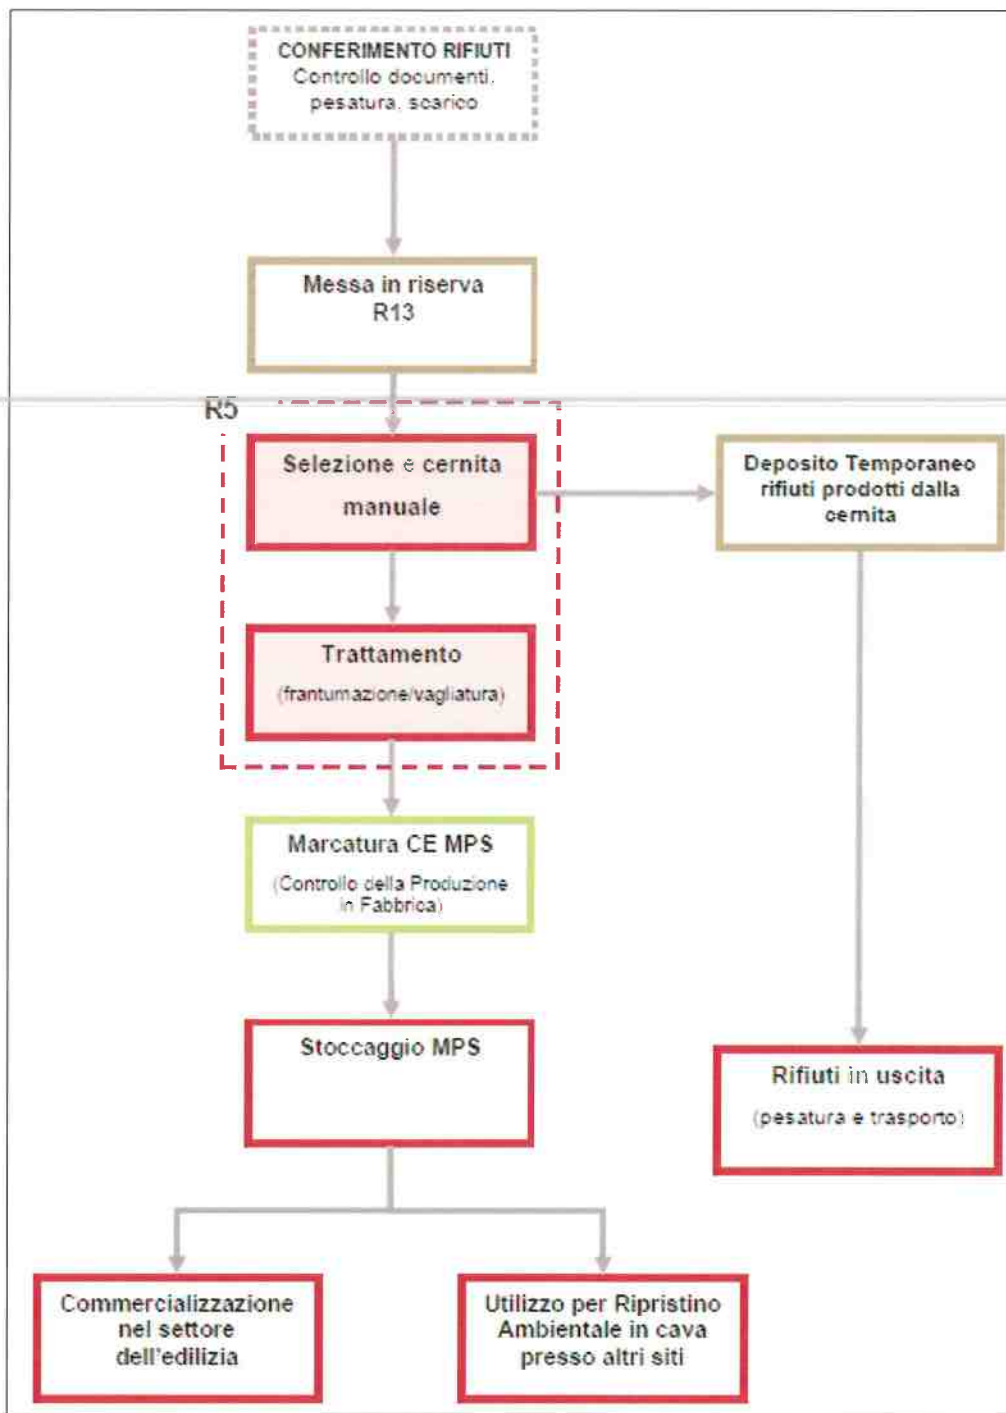 CONFERIMENTO RIFIUTI
Controllo documenti,
pesatura, scarico
Messa in riserva
R13
R5
Selezione e cernita
manuale
Deposito Temporaneo
rifiuti prodotti dalla
cernita
Trattamento
(frantumazione/vagliatura)
Marcatura CE MPS
(Controllo della Produzione
in Fabbrica)
Stoccaggio MPS
Rifiuti in uscita
(pesatura e trasporto)
Commercializzazione
nel settore
dell'edilizia
Utilizzo per Ripristino
Ambientale in cava
presso altri siti